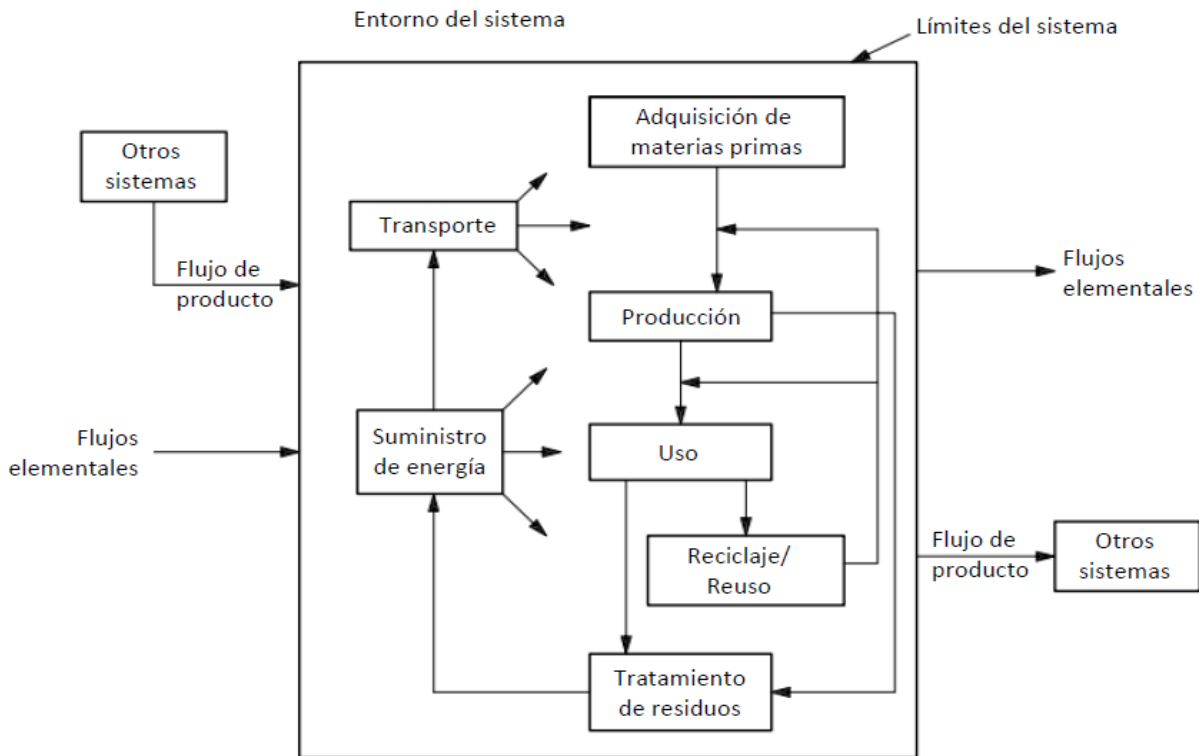 Entorno del sistema
Límites del sistema
Adquisición de
materias primas
Otros
sistemas
Transporte
Flujo de
producto
Flujos
elementales
Producción
Flujos
elementales
Suministro
de energía
Uso
Reciclaje/
Reuso
Flujo de
producto
Otros
sistemas
Tratamiento
de residuos